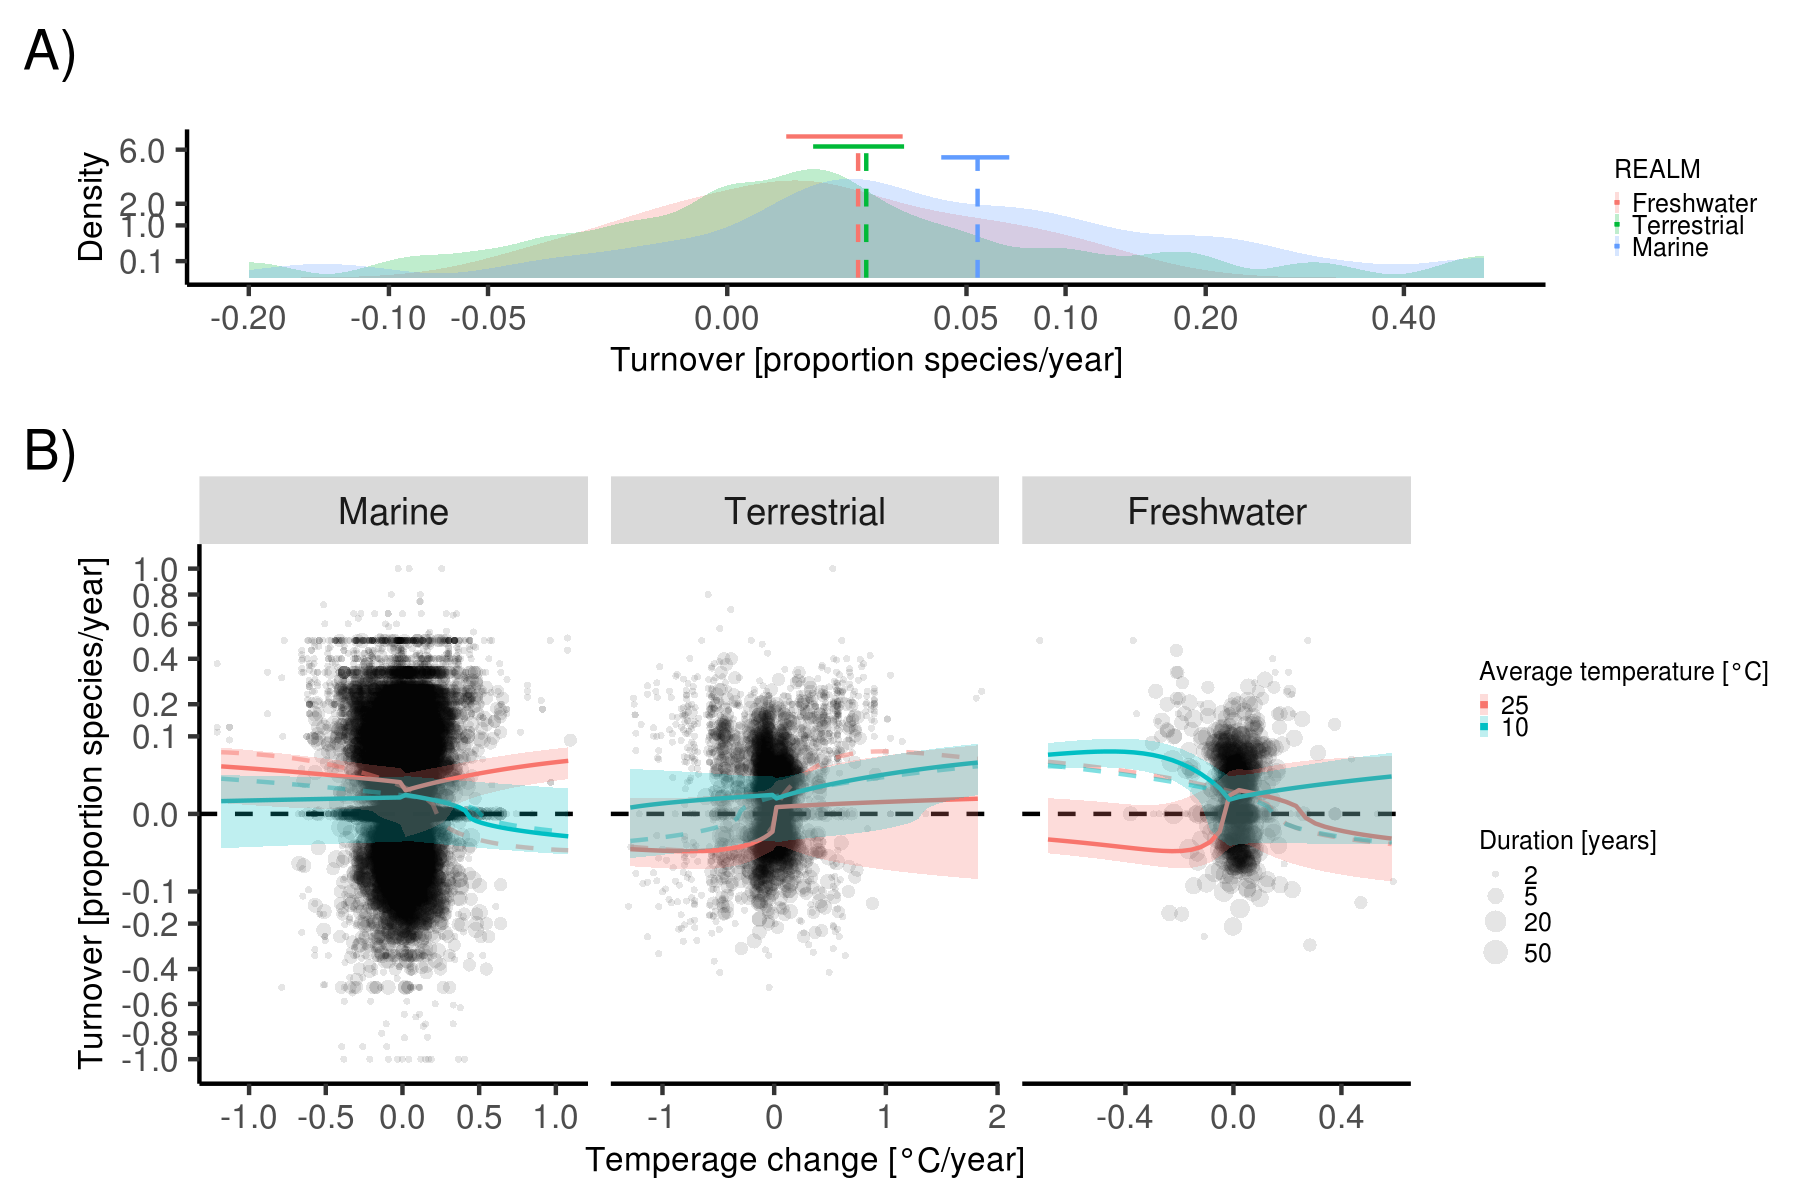 A)
Density
6.0
2.0
1.0
1.0
0.1
-0.20 -0.10 -0.05 0.00 0.05 0.10 0.20 0.40
Turnover [proportion species/year]
REALM
Freshwater
Terrestrial
Marine
B)
Marine Terrestrial Freshwater
Turnover [proportion species/year]
1.0
0.8
0.6
0.4
0.2
0.1
0.0
-0.1
-0.2
-0.4
-0.6
-0.8
-1.0
-1.0 -0.5 0.0 0.5 1.0 -1 0 1 2 -0.4 0.0 0.4
Temperage change [°C/year]
Average temperature [°C]
25
10
Duration [years]
2
5
20
50